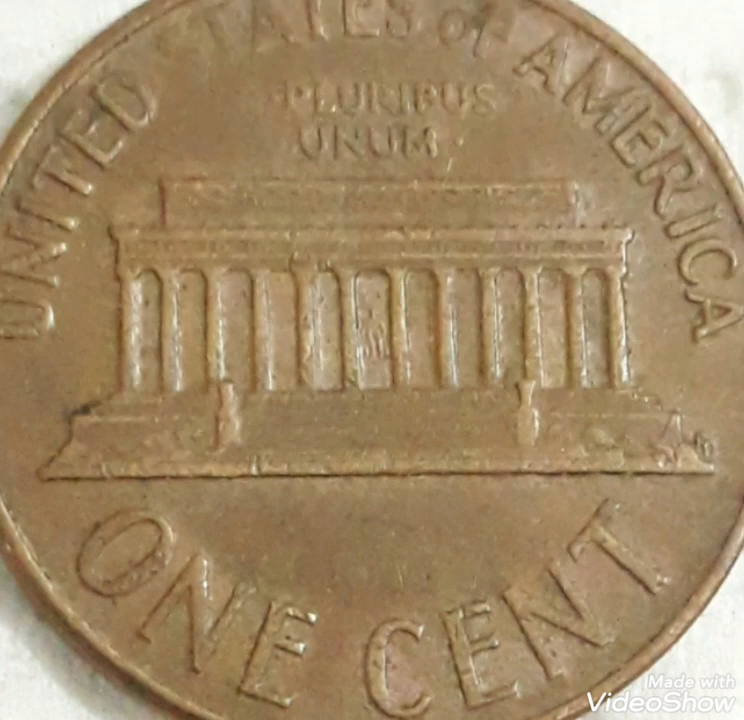 UNITED STATES of AMERICA
PLURIBUS
UNUM
ONE CENT
Made with
VideoShow